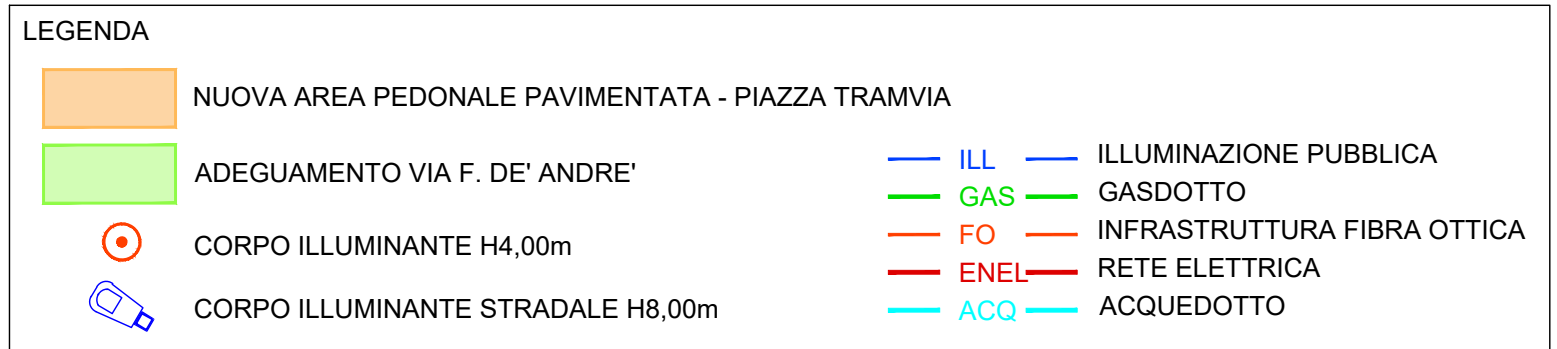 LEGENDA
NUOVA AREA PEDONALE PAVIMENTATA - PIAZZA TRAMVIA
ADEGUAMENTO VIA F. DE' ANDRE'
CORPO ILLUMINANTE H4,00m
CORPO ILLUMINANTE STRADALE H8,00m
ILL ILLUMINAZIONE PUBBLICA
GAS GASDOTTO
FO INFRASTRUTTURA FIBRA OTTICA
ENEL RETE ELETTRICA
ACQ ACQUEDOTTO